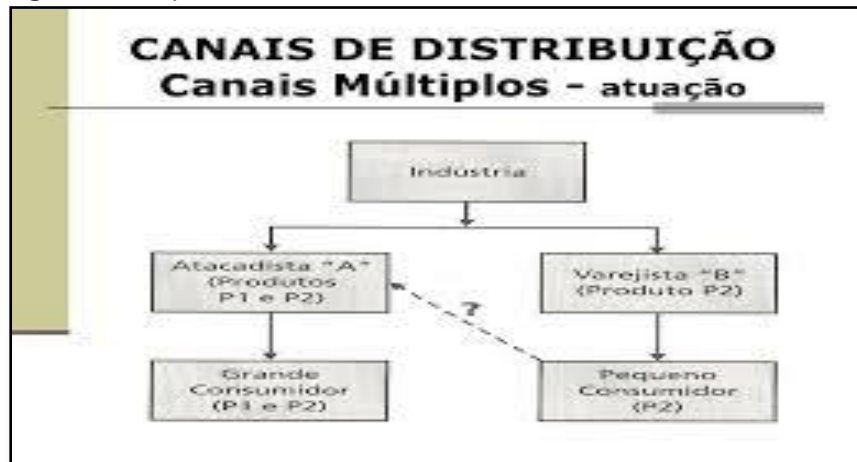 CANAIS DE DISTRIBUIÇÃO
Canais Múltiplos - atuação
Indústria
Atacadista "A"
(Produtos
P1 e P2)
Varejista "B"
(Produto P2)
?
Grande
Consumidor
(P1 e P2)
Pequeno
Consumidor
(P2)